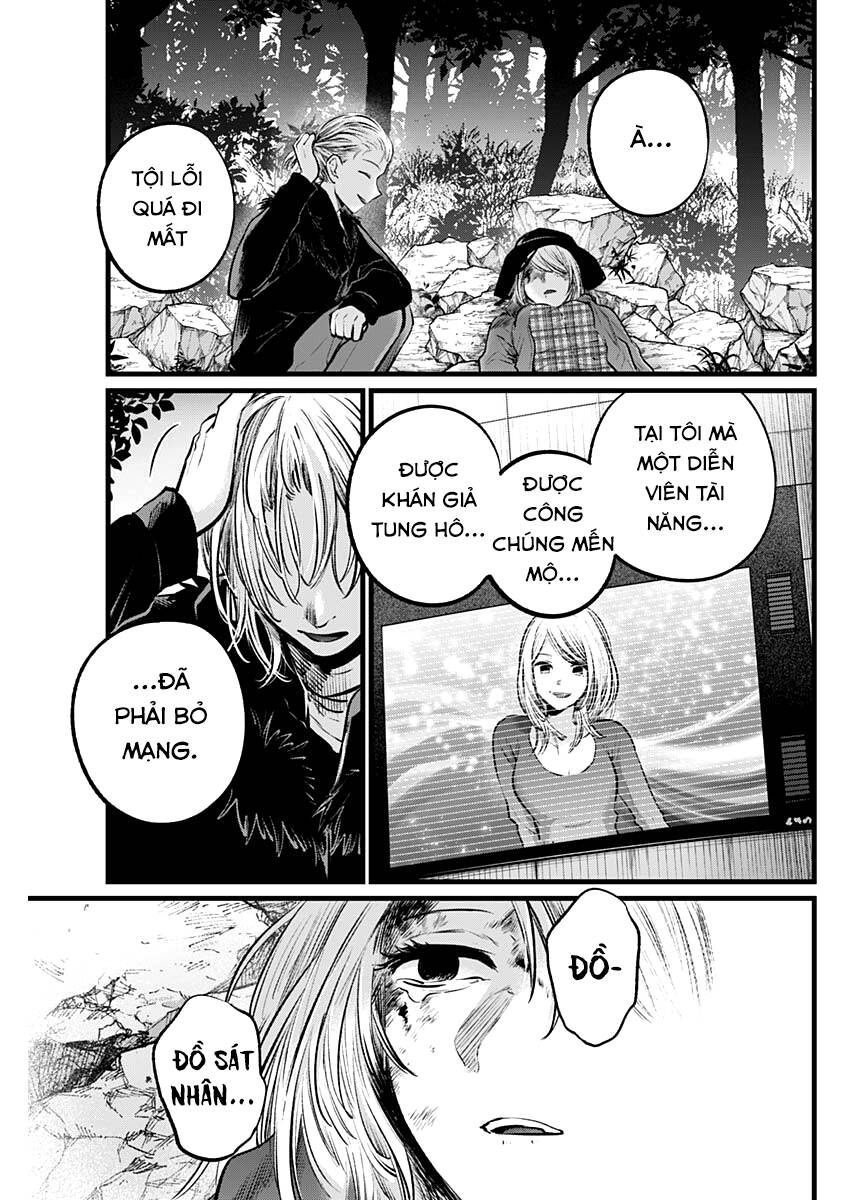 À...
TỘI LỖI
QUÁ ĐI
MẤT
TẠI TÔI MÀ
MỘT DIỄN
VIÊN TÀI
NĂNG...
ĐƯỢC
CÔNG
CHÚNG MẾN
MỘ...
ĐƯỢC
KHÁN GIẢ
TUNG HÔ...
...ĐÃ
PHẢI BỎ
MẠNG.
ĐỒ-
ĐỒ SÁT
NHÂN...